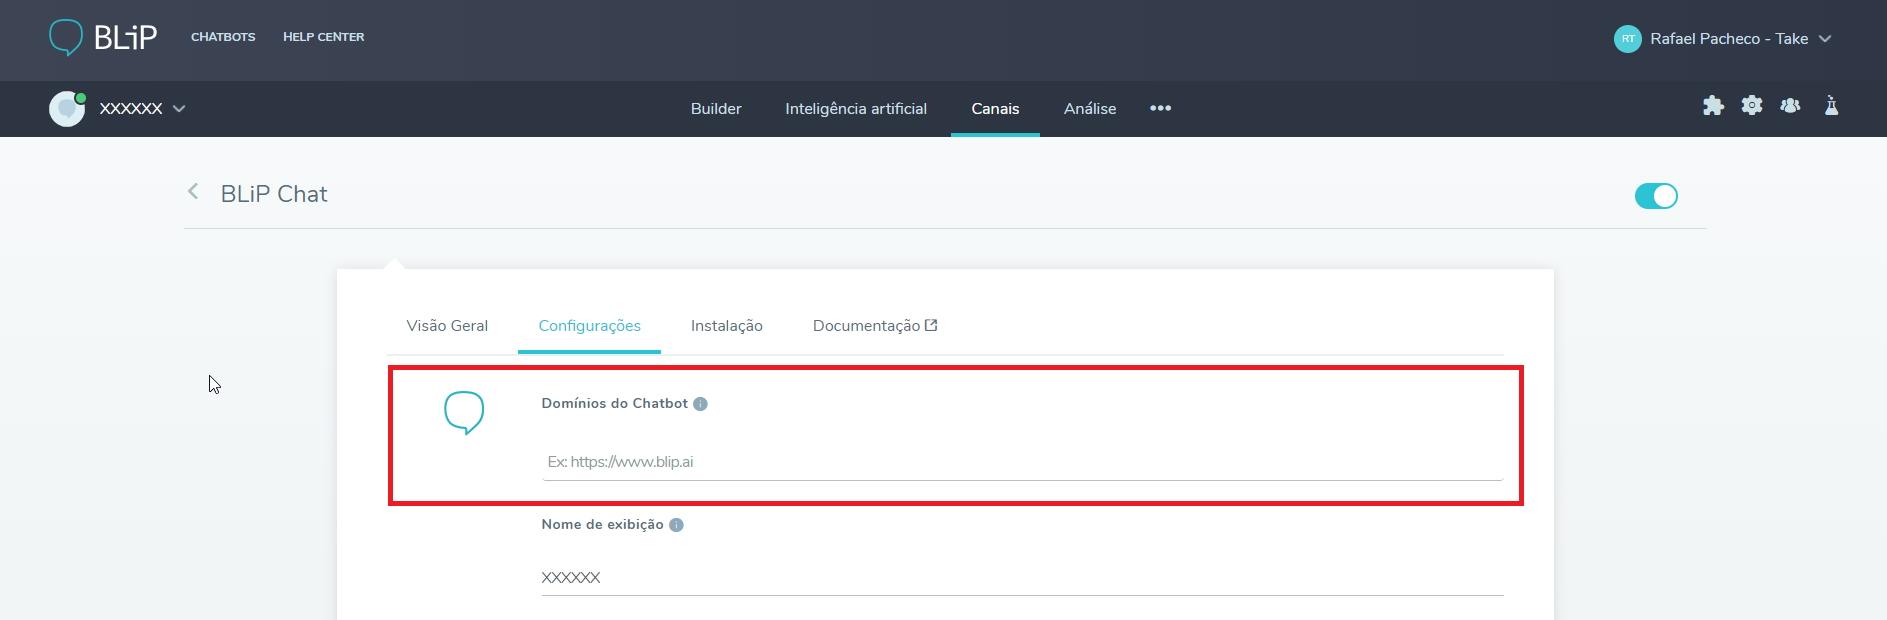 BLiP CHATBOTS HELP CENTER RT Rafael Pacheco - Take
XXXXXX Builder Inteligência artificial Canais Análise •••
BLiP Chat
Visão Geral Configurações Instalação Documentação
Domínios do Chatbot i
Ex: https://www.blip.ai
Nome de exibição i
XXXXXX